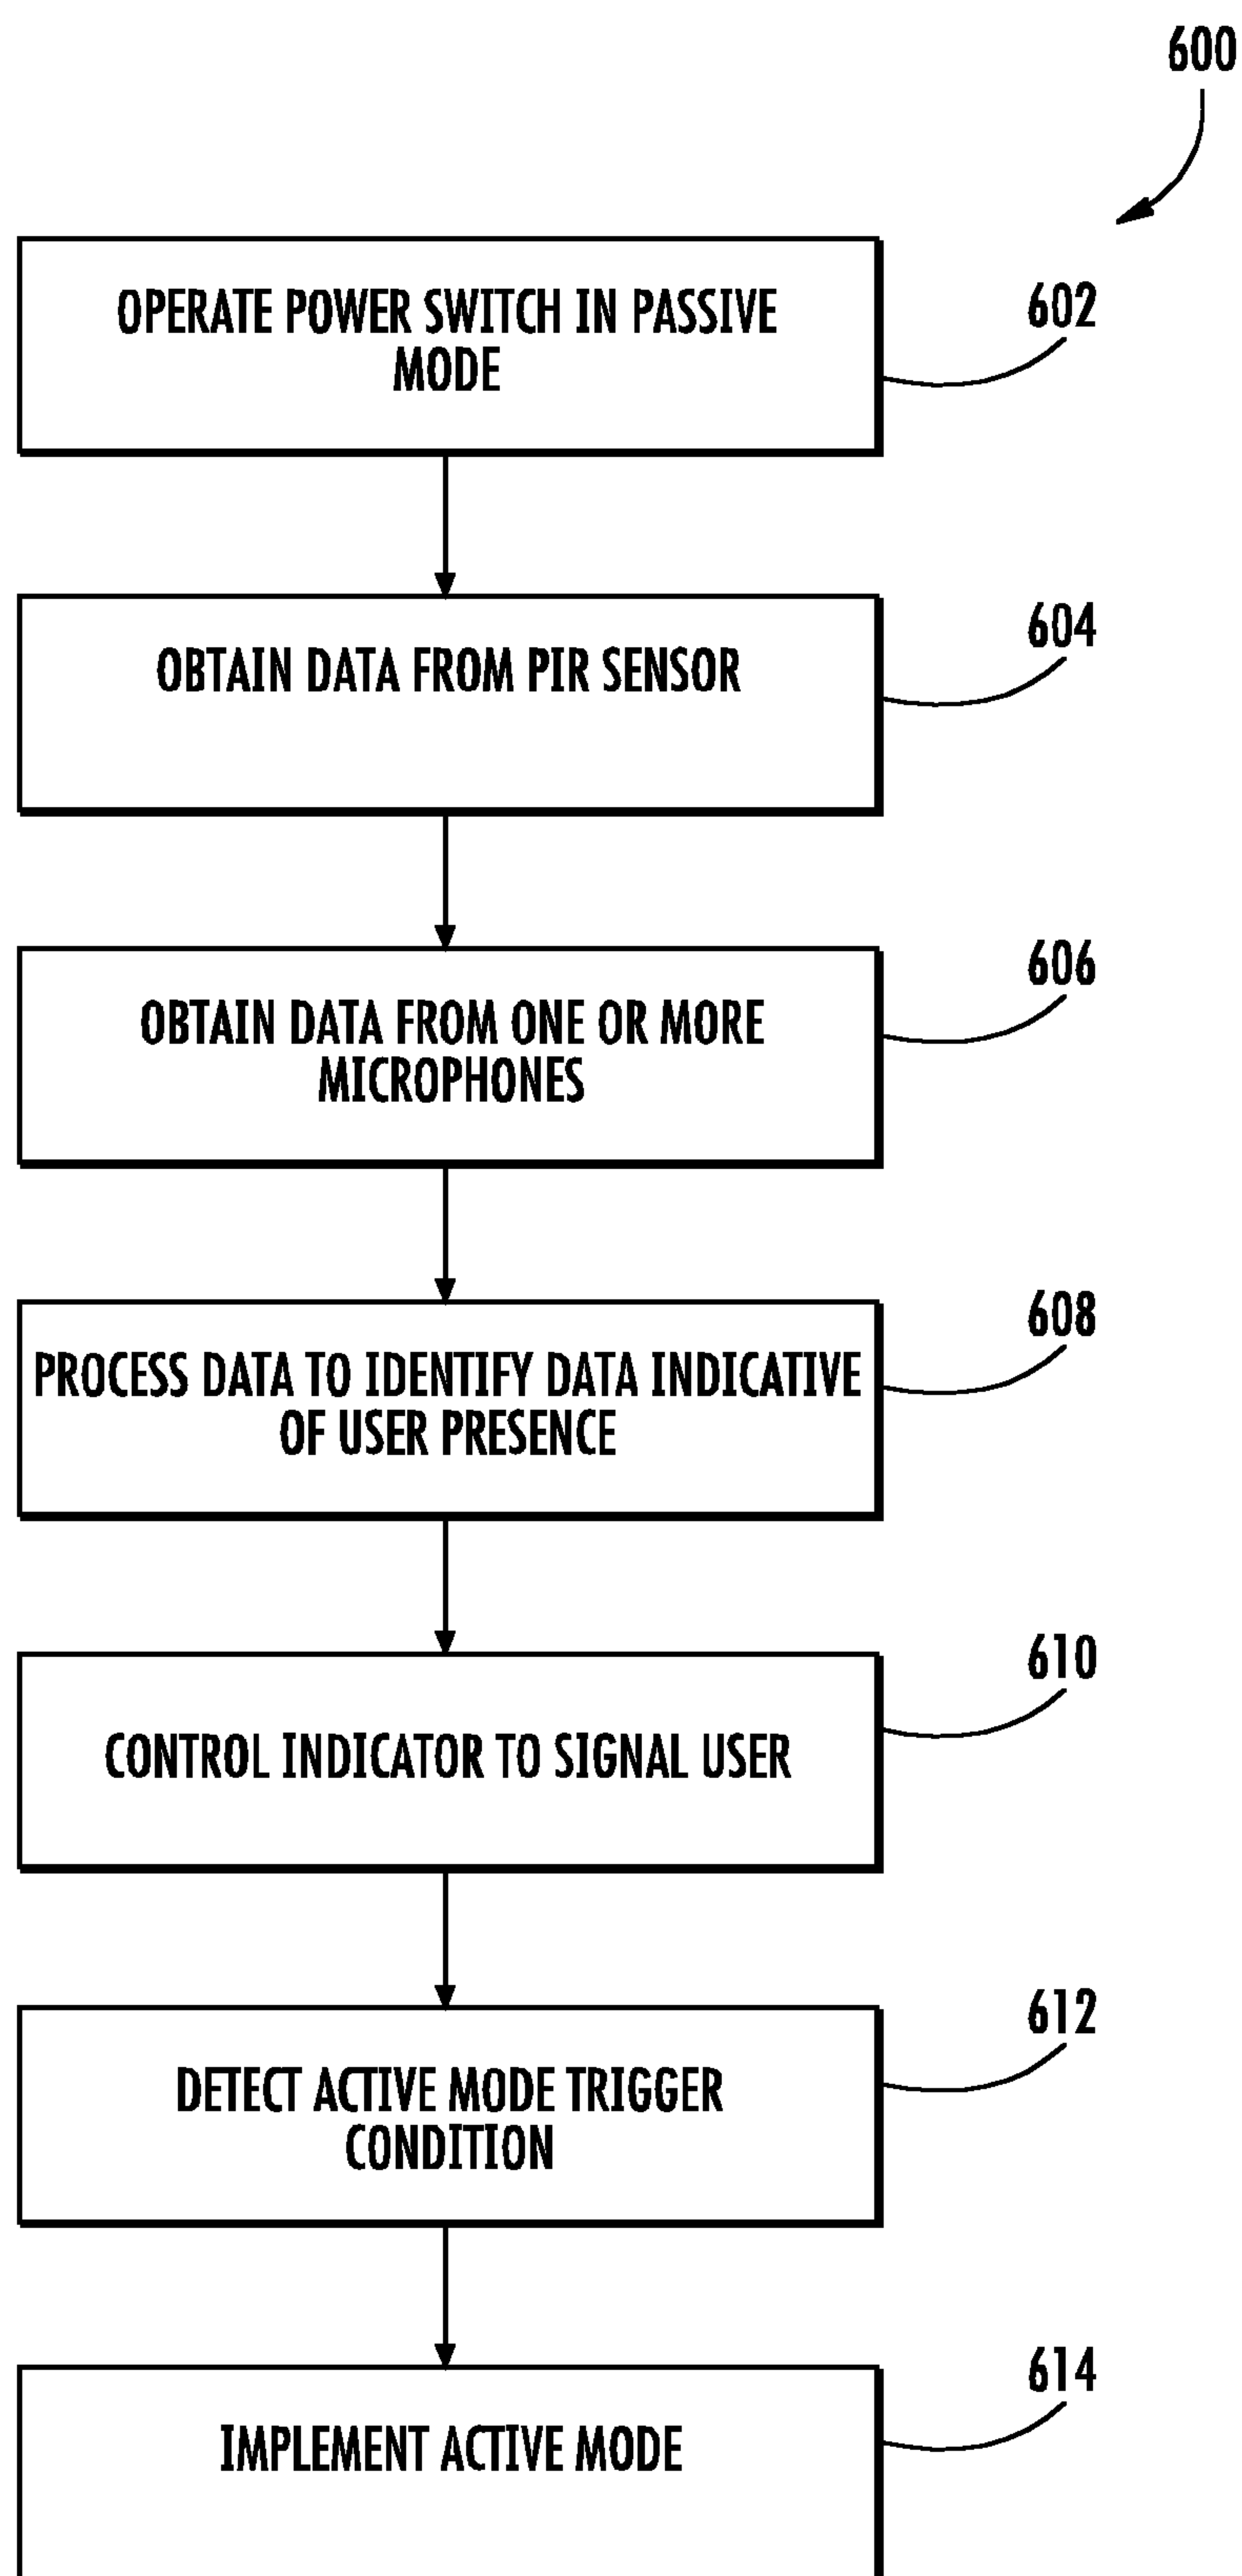 600
OPERATE POWER SWITCH IN PASSIVE
MODE
602
OBTAIN DATA FROM PIR SENSOR
604
OBTAIN DATA FROM ONE OR MORE
MICROPHONES
606
PROCESS DATA TO IDENTIFY DATA INDICATIVE
OF USER PRESENCE
608
CONTROL INDICATOR TO SIGNAL USER
610
DETECT ACTIVE MODE TRIGGER
CONDITION
612
IMPLEMENT ACTIVE MODE
614